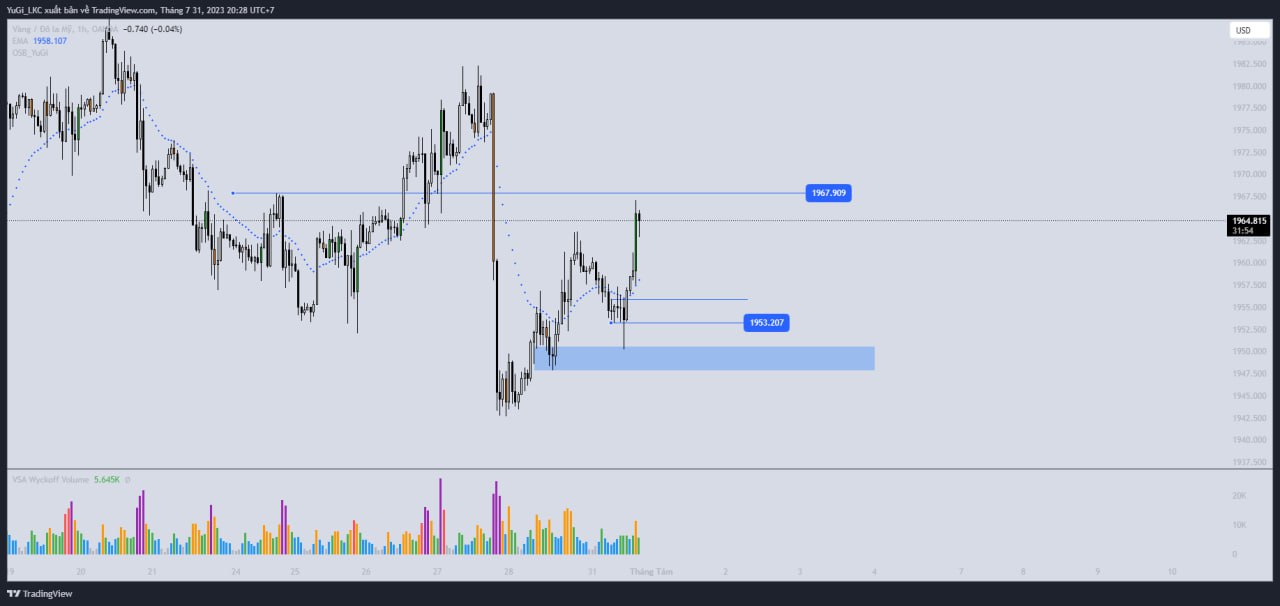 YuGi_LKC xuất bản về TradingView.com, Tháng 7 31, 2023 20:28 UTC+7
Vàng / Đô la Mỹ, 1h, OANDA −0.740 (−0.04%)
EMA 1958.107
OSB_YuGi
USD
1985.000
1982.500
1980.000
1977.500
1975.000
1972.500
1970.000
1967.500
1967.909
1964.815
31:54
1962.500
1960.000
1957.500
1955.000
1953.207
1952.500
1950.000
1947.500
1945.000
1942.500
1940.000
1937.500
VSA Wyckoff Volume 5.645K Ø
20K
10K
0
19 20 21 24 25 26 27 28 31 Tháng Tám 2 3 4 7 8 9 10
TradingView